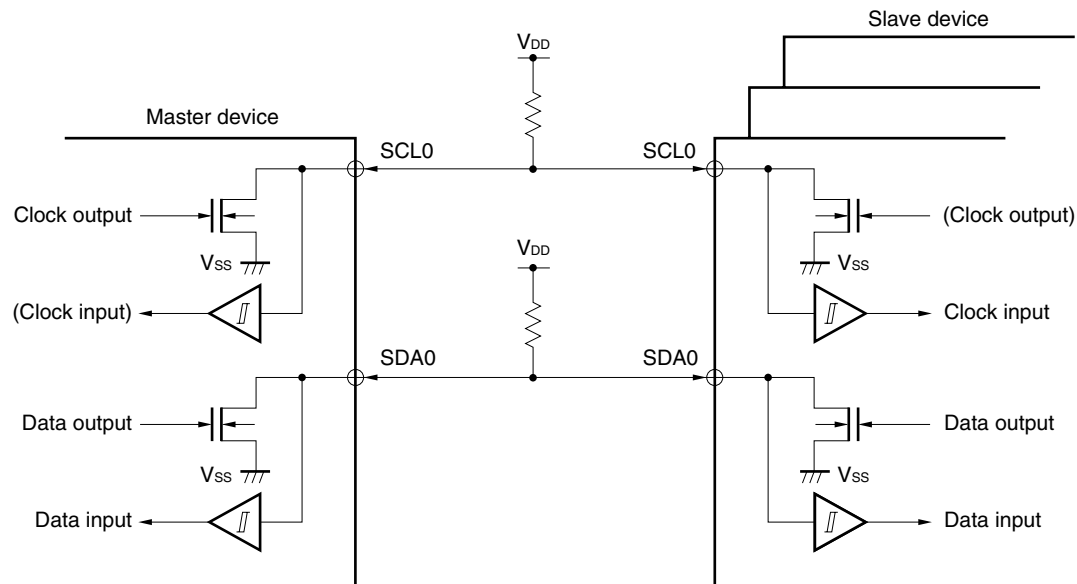 Slave device
VDD
Master device
SCL0 SCL0
Clock output (Clock output)
VSS VDD VSS
(Clock input) Clock input
SDA0 SDA0
Data output Data output
VSS VSS
Data input Data input